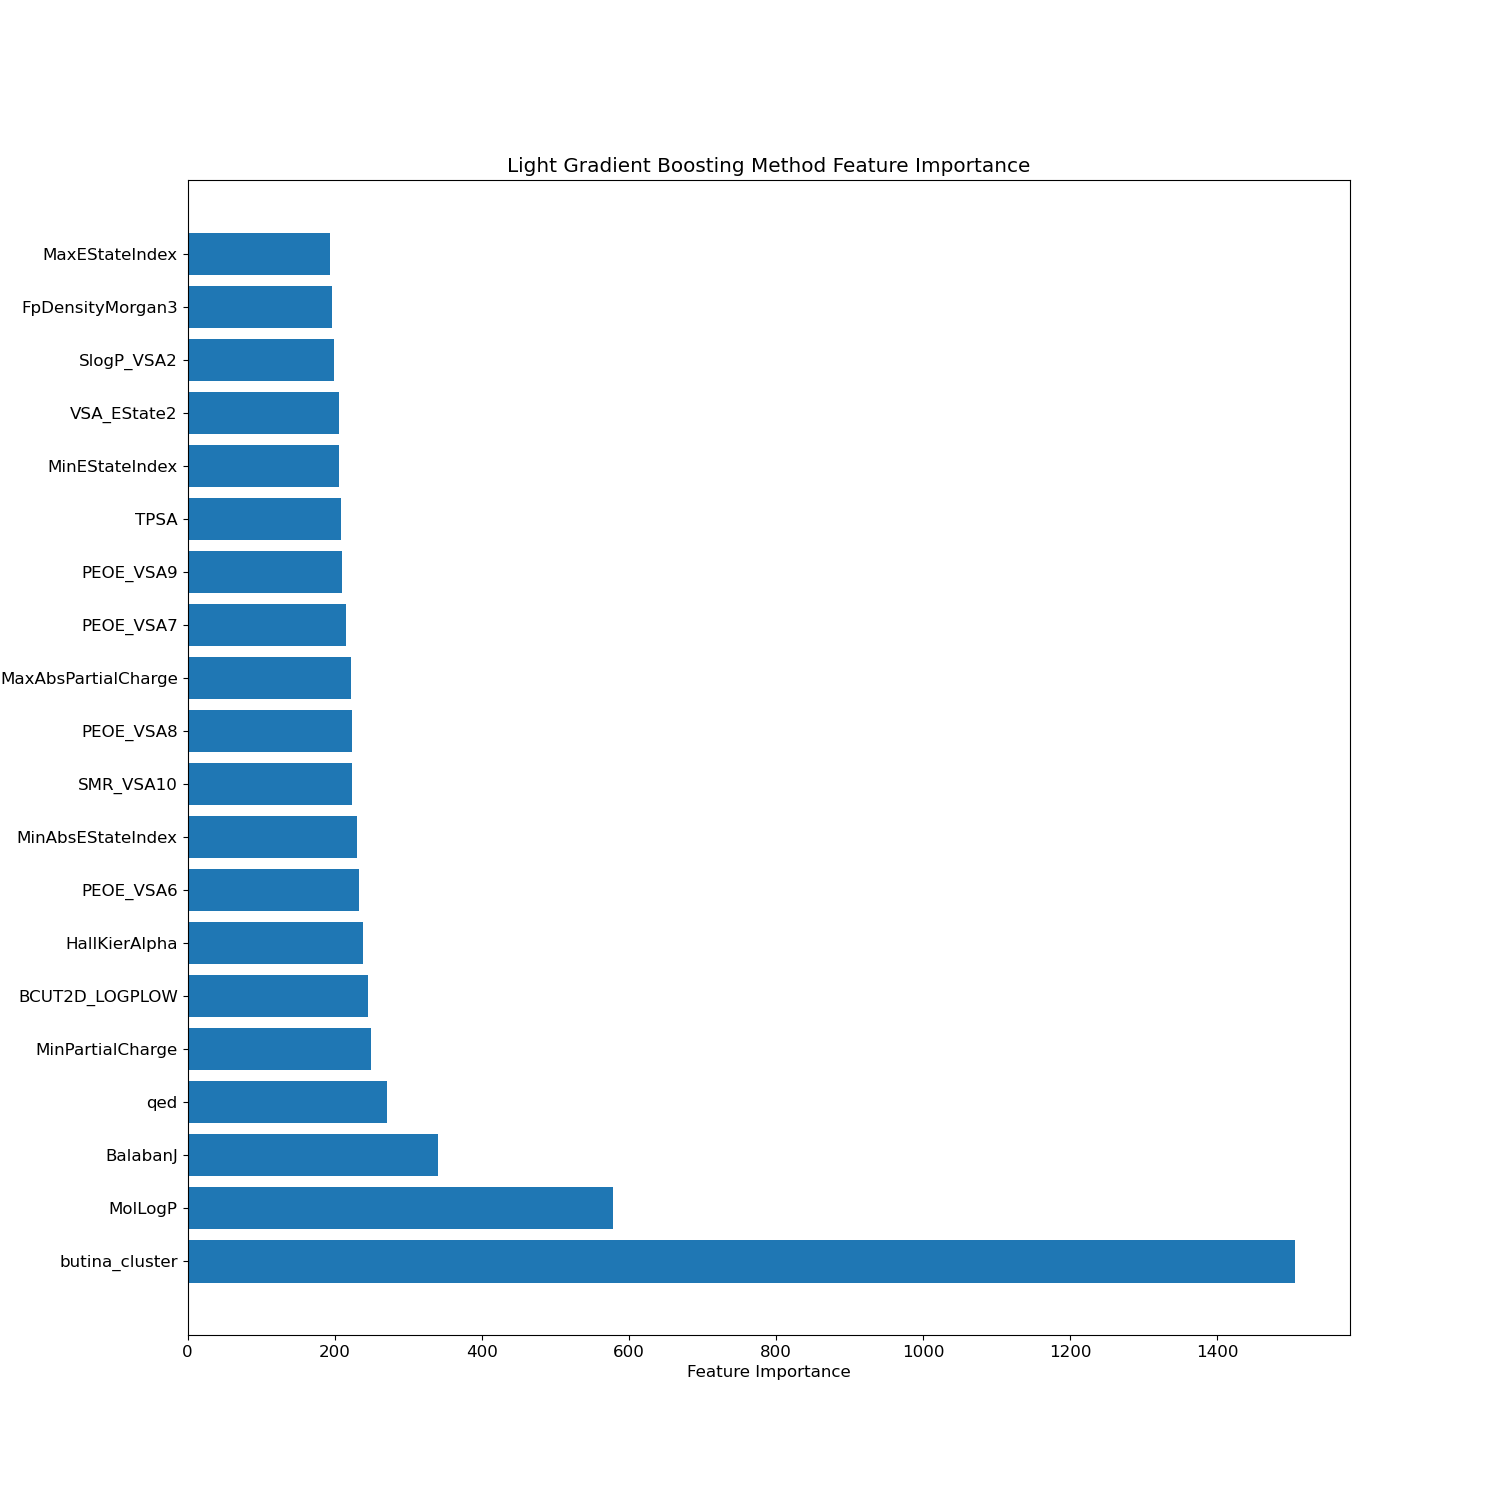 Light Gradient Boosting Method Feature Importance
MaxEStateIndex
FpDensityMorgan3
SlogP_VSA2
VSA_EState2
MinEStateIndex
TPSA
PEOE_VSA9
PEOE_VSA7
MaxAbsPartialCharge
PEOE_VSA8
SMR_VSA10
MinAbsEStateIndex
PEOE_VSA6
HallKierAlpha
BCUT2D_LOGPLOW
MinPartialCharge
qed
BalabanJ
MolLogP
butina_cluster
0 200 400 600 800 1000 1200 1400
Feature Importance